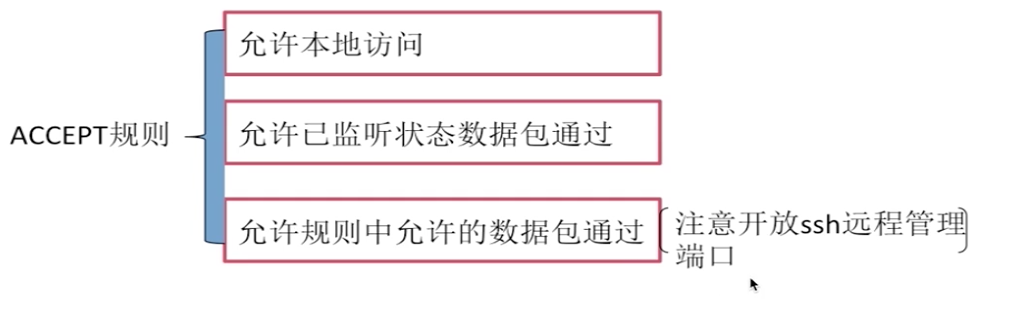 允许本地访问
ACCEPT规则
允许已监听状态数据包通过
允许规则中允许的数据包通过
注意开放ssh远程管理
端口